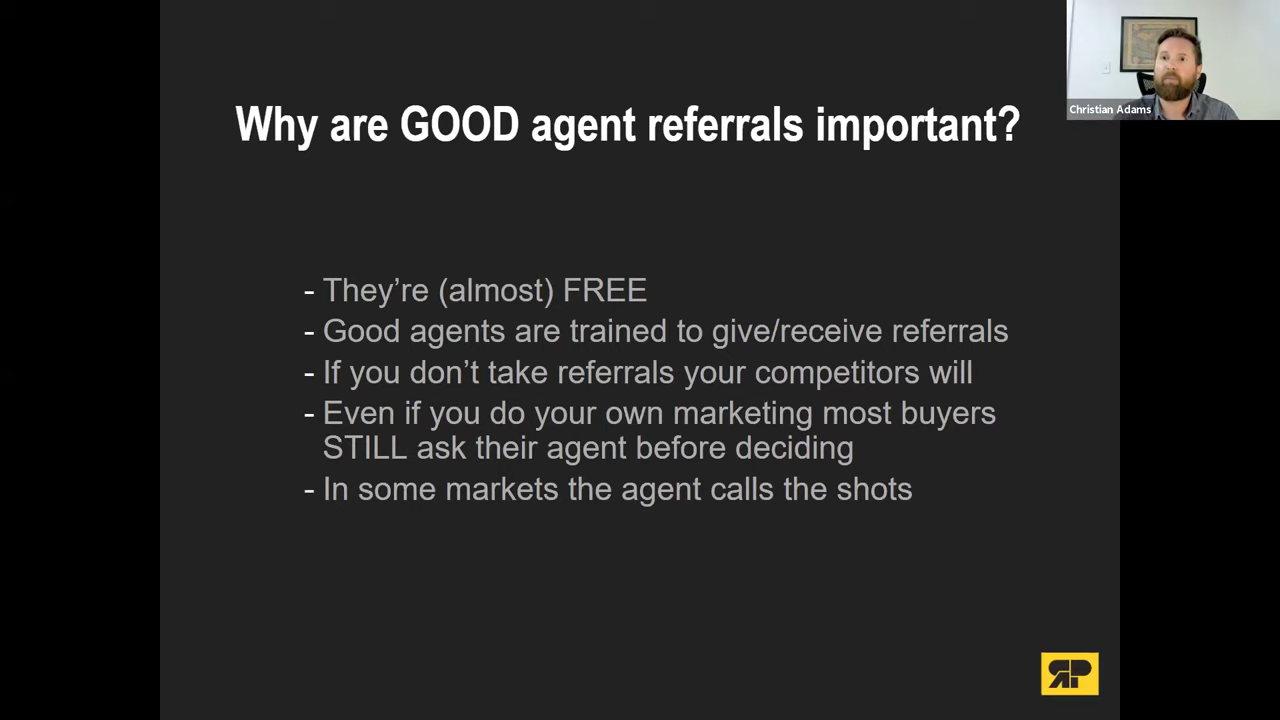 Christian Adams
Why are GOOD agent referrals important?
- They’re (almost) FREE
- Good agents are trained to give/receive referrals
- If you don’t take referrals your competitors will
- Even if you do your own marketing most buyers
STILL ask their agent before deciding
- In some markets the agent calls the shots